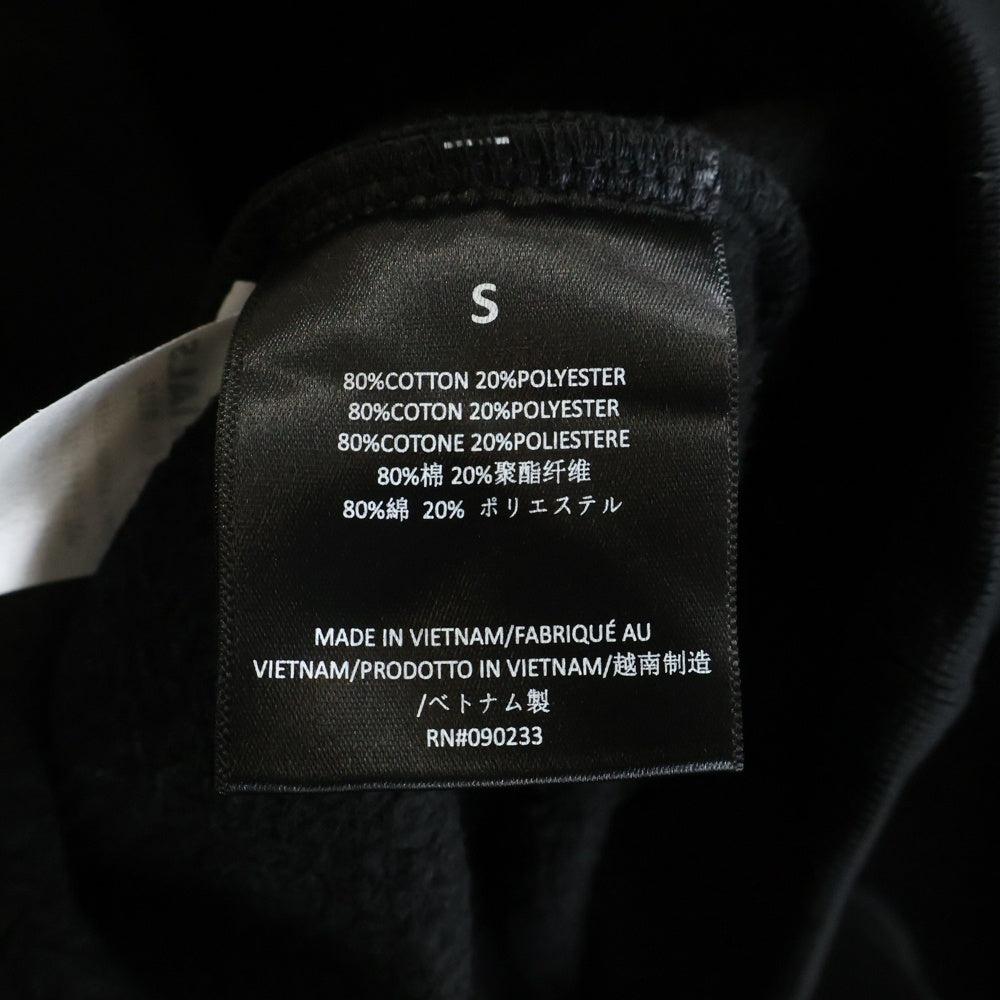 S
80%COTTON 20%POLYESTER
80%COTON 20%POLYESTER
80%COTONE 20%POLIESTERE
80%棉 20%聚酯纤维
80%綿 20% ポリエステル
MADE IN VIETNAM/FABRIQUÉ AU
VIETNAM/PRODOTTO IN VIETNAM/越南制造
/ベトナム製
RN#090233